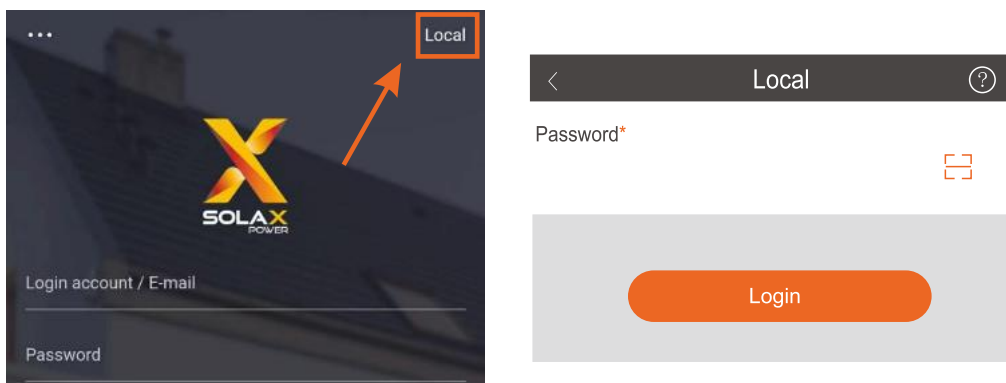 Local
SOLAX
POWER
Login account / E-mail
Password
Local
Password*
Login